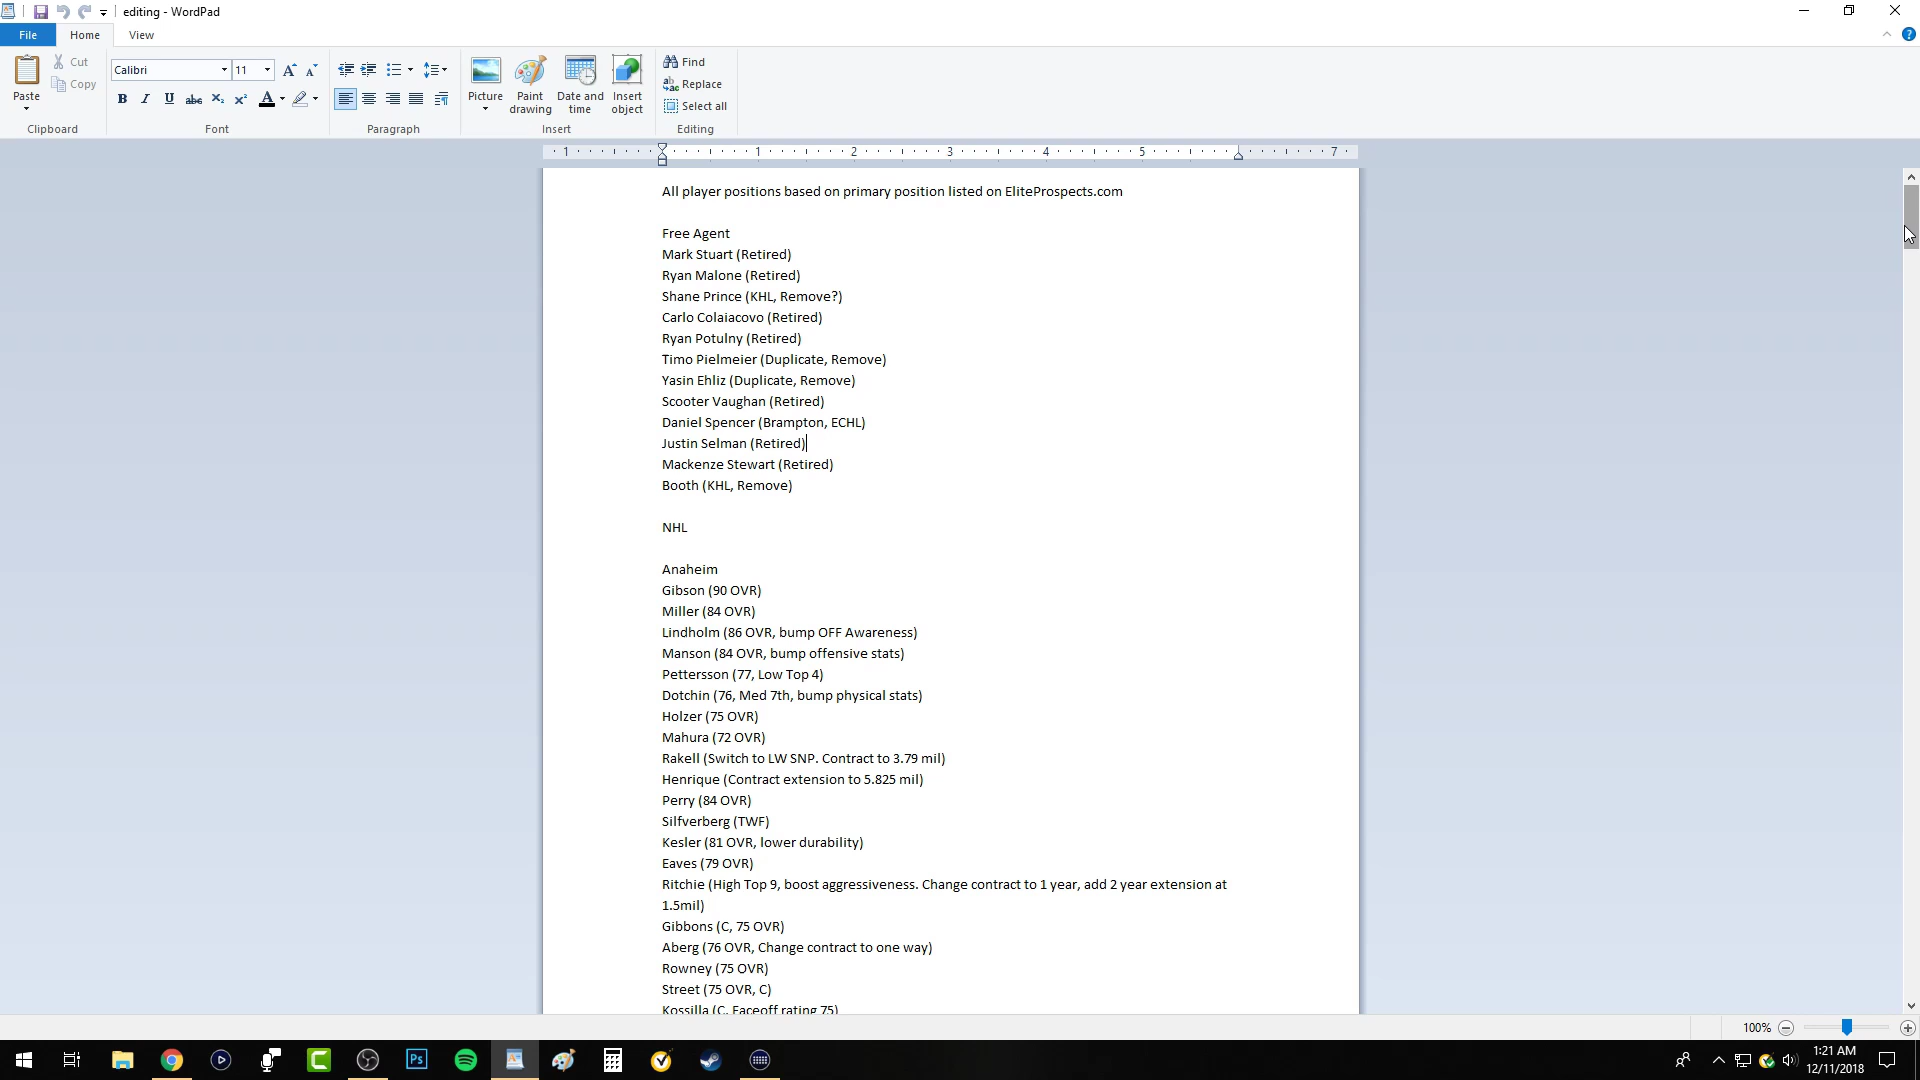 editing - WordPad
File Home View
Paste
Cut
Copy
Clipboard
Calibri 11
Font
Paragraph
Picture
Paint drawing
Date and time
Insert object
Insert
Find
Replace
Select all
Editing
1 1 2 3 4 5 7
All player positions based on primary position listed on EliteProspects.com
Free Agent
Mark Stuart (Retired)
Ryan Malone (Retired)
Shane Prince (KHL, Remove?)
Carlo Colaiacovo (Retired)
Ryan Potulny (Retired)
Timo Pielmeier (Duplicate, Remove)
Yasin Ehliz (Duplicate, Remove)
Scooter Vaughan (Retired)
Daniel Spencer (Brampton, ECHL)
Justin Selman (Retired)
Mackenze Stewart (Retired)
Booth (KHL, Remove)
NHL
Anaheim
Gibson (90 OVR)
Miller (84 OVR)
Lindholm (86 OVR, bump OFF Awareness)
Manson (84 OVR, bump offensive stats)
Pettersson (77, Low Top 4)
Dotchin (76, Med 7th, bump physical stats)
Holzer (75 OVR)
Mahura (72 OVR)
Rakell (Switch to LW SNP. Contract to 3.79 mil)
Henrique (Contract extension to 5.825 mil)
Perry (84 OVR)
Silfverberg (TWF)
Kesler (81 OVR, lower durability)
Eaves (79 OVR)
Ritchie (High Top 9, boost aggressiveness. Change contract to 1 year, add 2 year extension at
1.5mil)
Gibbons (C, 75 OVR)
Aberg (76 OVR, Change contract to one way)
Rowney (75 OVR)
Street (75 OVR, C)
Kossilla (C, Faceoff rating 75)
100%
1:21 AM
12/11/2018